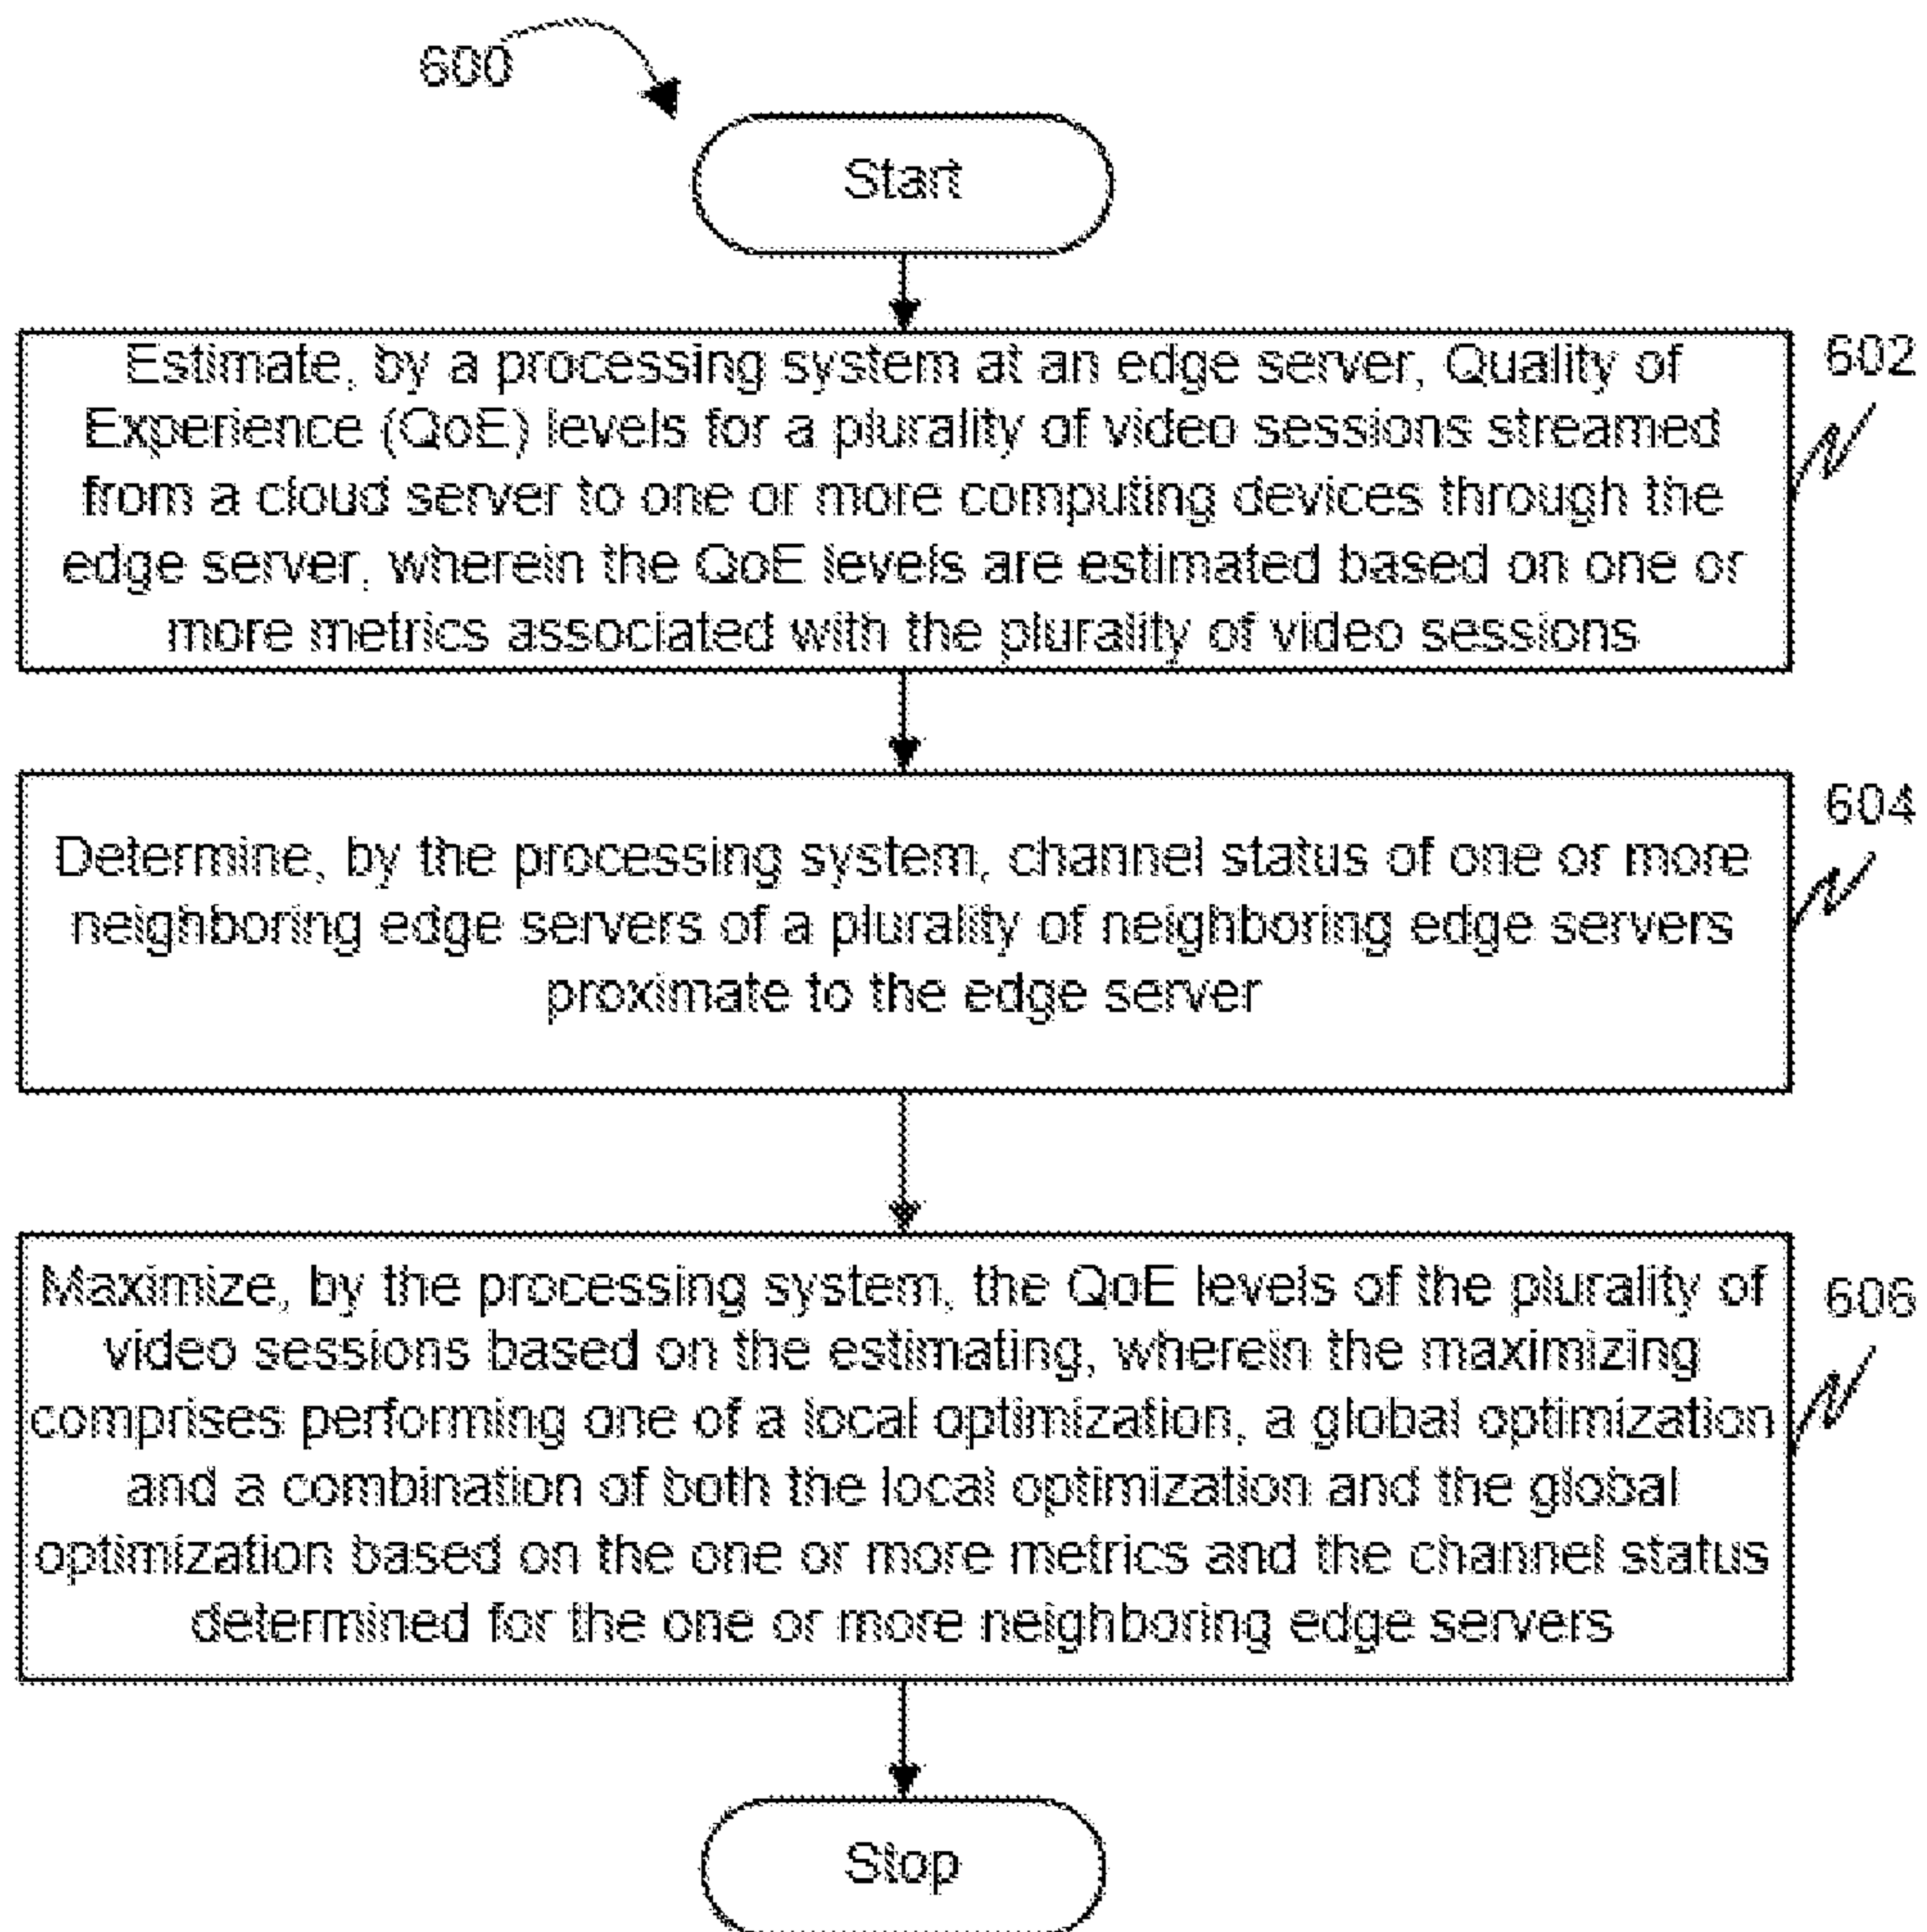 600
Start
Estimate, by a processing system at an edge server, Quality of
Experience (QoE) levels for a plurality of video sessions streamed
from a cloud server to one or more computing devices through the
edge server, wherein the QoE levels are estimated based on one or
more metrics associated with the plurality of video sessions
602
Determine, by the processing system, channel status of one or more
neighboring edge servers of a plurality of neighboring edge servers
proximate to the edge server
604
Maximize, by the processing system, the QoE levels of the plurality of
video sessions based on the estimating, wherein the maximizing
comprises performing one of a local optimization, a global optimization
and a combination of both the local optimization and the global
optimization based on the one or more metrics and the channel status
determined for the one or more neighboring edge servers
606
Stop